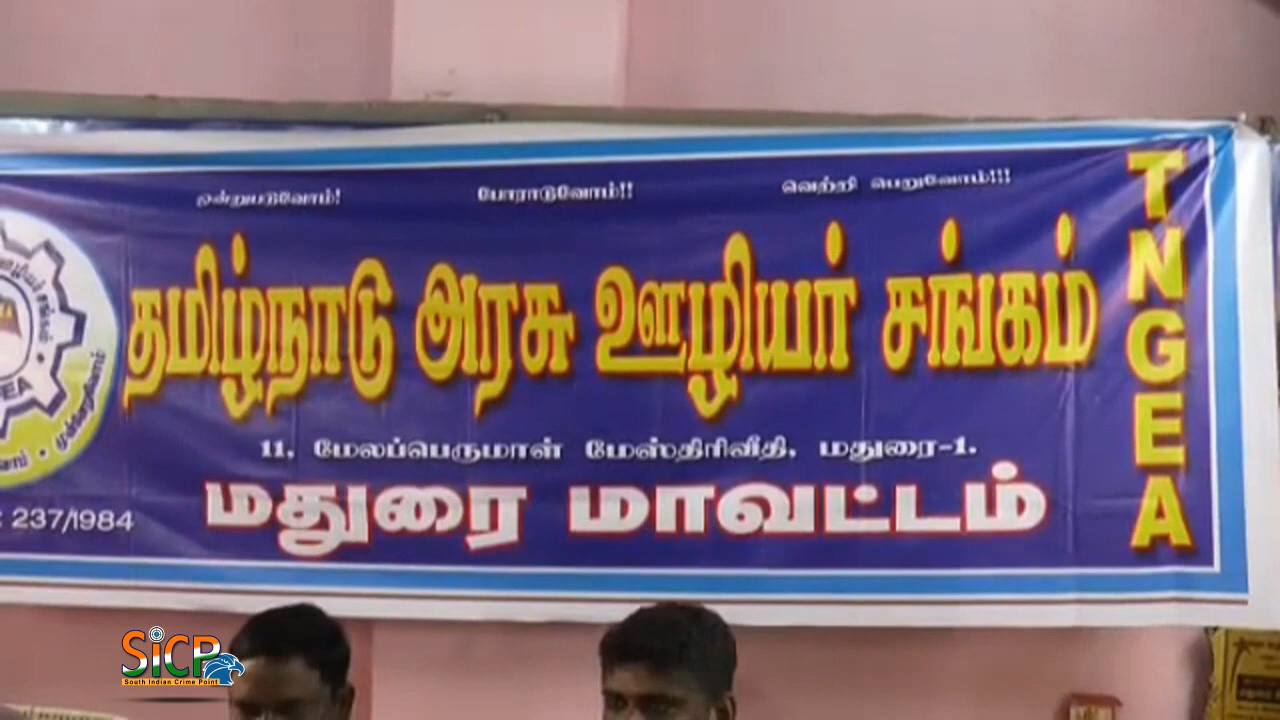 ஒன்றுபடுவோம்! போராடுவோம்!! வெற்றி பெறுவோம்!!!
தமிழ்நாடு அரசு ஊழியர் சங்கம்
TNGEA
11, மேலப்பெருமாள் மேஸ்திரிவீதி, மதுரை-1.
237/1984
மதுரை மாவட்டம்
SiCP
South Indian Crime Point